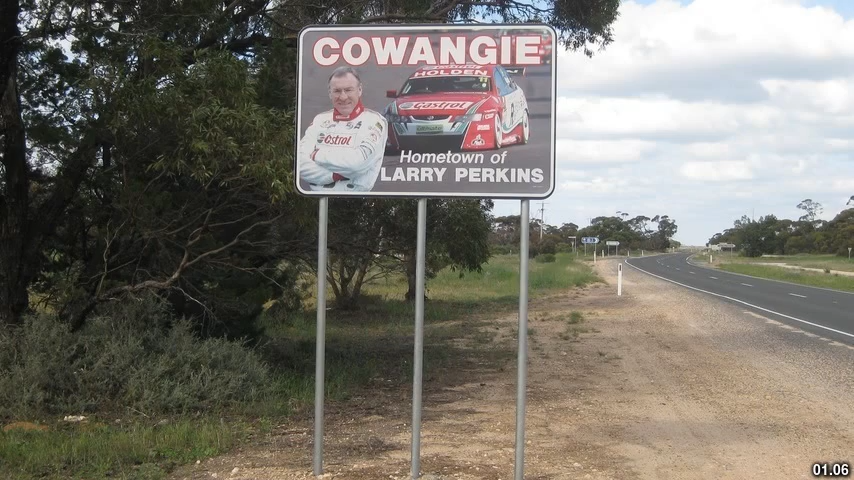 COWANGIE
HOLDEN
Castrol
Castrol
Hometown of
LARRY PERKINS
01.06